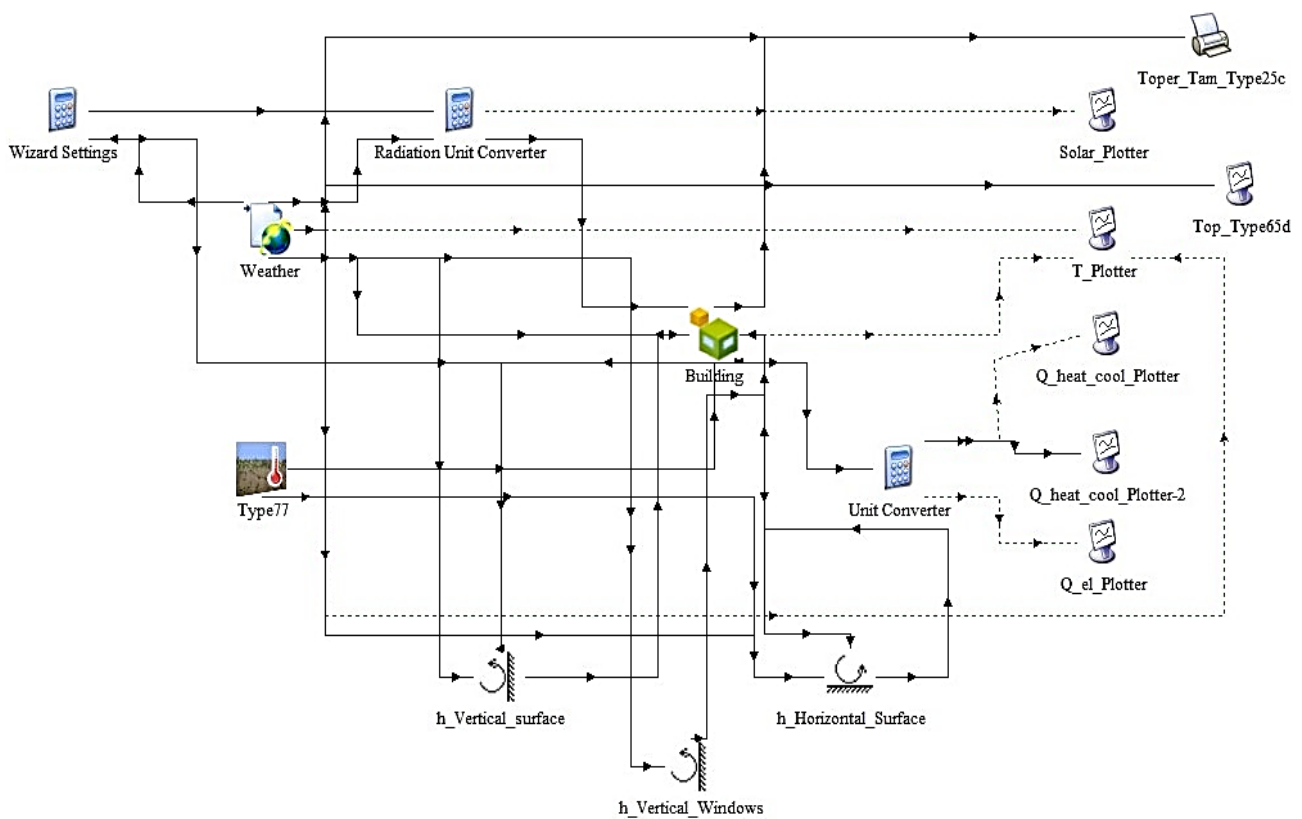 Toper_Tam_Type25c
Wizard Settings
Radiation Unit Converter
Solar_Plotter
Top_Type65d
Weather
T_Plotter
Building
Q_heat_cool_Plotter
Type77
Unit Converter
Q_heat_cool_Plotter-2
Q_el_Plotter
h_Vertical_surface
h_Horizontal_Surface
h_Vertical_Windows